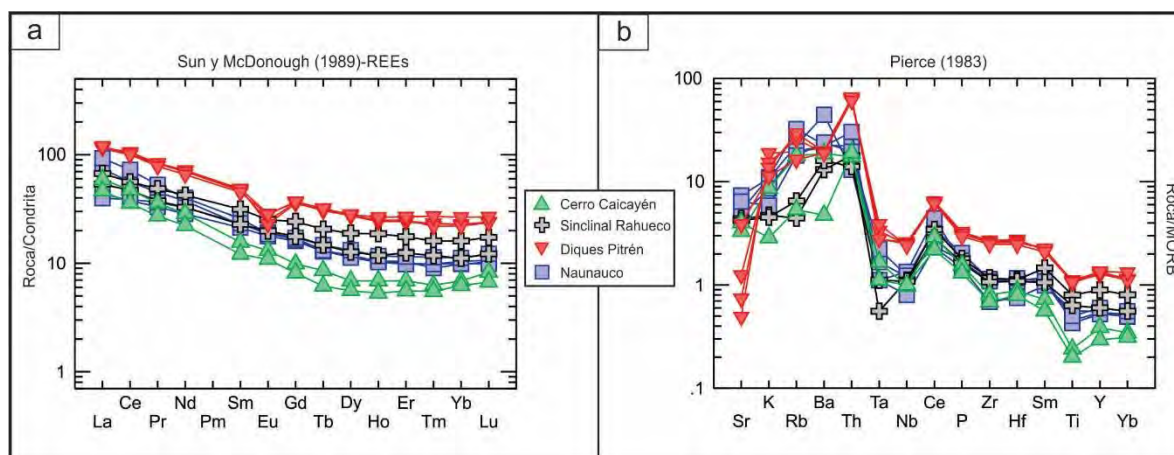 a
Sun y McDonough (1989)-REEs
Roca/Condrita
100
10
1
Ce Nd Sm Gd Dy Er Yb
La Pr Pm Eu Tb Ho Tm Lu
Cerro Caicayén
Sinclinal Rahueco
Diques Pitrén
Naunauco
b
Pierce (1983)
100
10
1
.1
Roca/MORB
K Ba Ta Ce Zr Sm Y
Sr Rb Th Nb P Hf Ti Yb